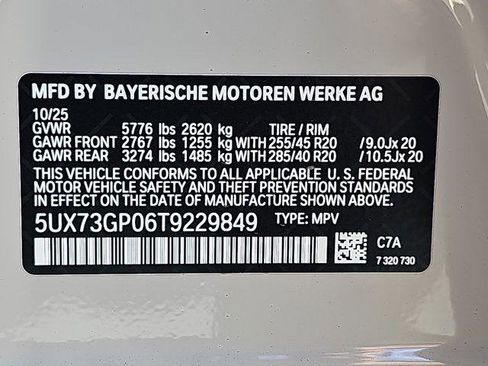 MFD BY BAYERISCHE MOTOREN WERKE AG
10/25
GVWR 5776 lbs 2620 kg TIRE / RIM
GAWR FRONT 2767 lbs 1255 kg WITH 255/45 R20 / 9.0Jx 20
GAWR REAR 3274 lbs 1485 kg WITH 285/40 R20 / 10.5Jx 20
THIS VEHICLE CONFORMS TO ALL APPLICABLE U. S. FEDERAL
MOTOR VEHICLE SAFETY AND THEFT PREVENTION STANDARDS
IN EFFECT ON THE DATE OF MANUFACTURE SHOWN ABOVE.
5UX73GP06T9229849 TYPE: MPV
C7A
7 320 730